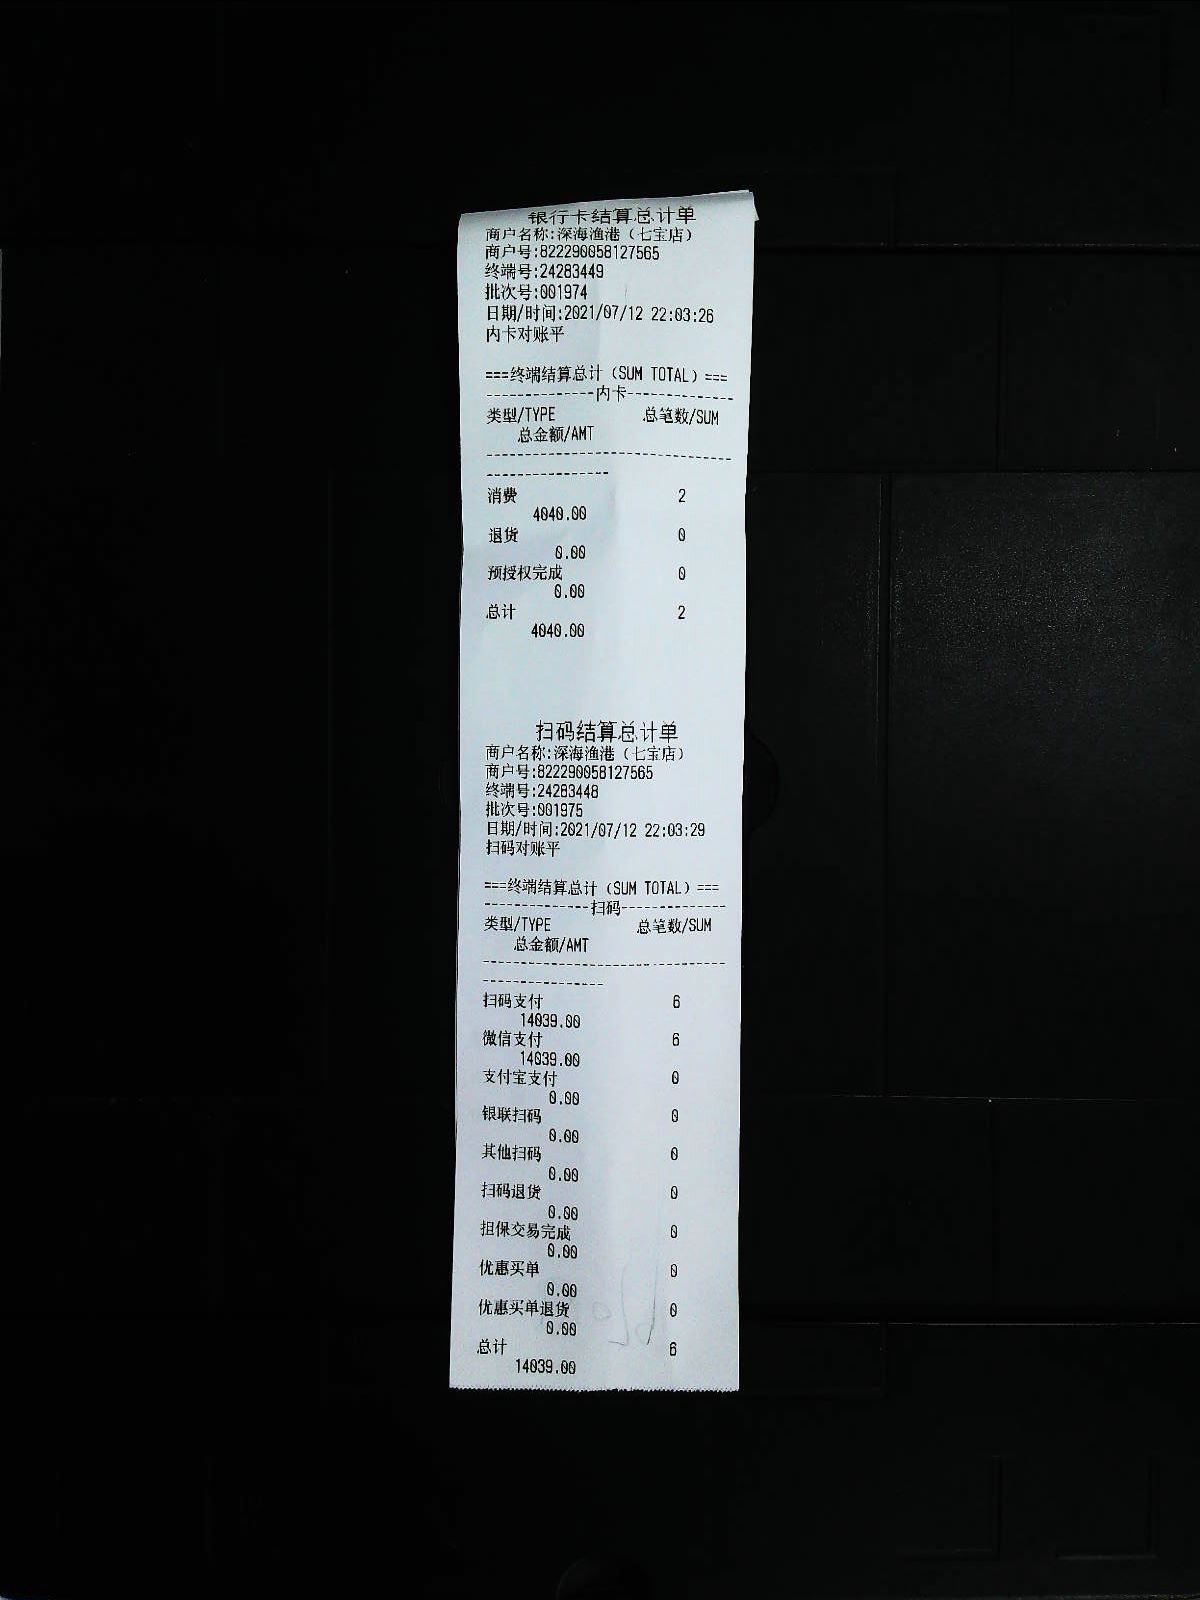 银行卡结算总计单
商户名称:深海渔港（七宝店）
商户号:822290058127565
终端号:24283449
批次号:001974
日期/时间:2021/07/12 22:03:26
内卡对账平
===终端结算总计（SUM TOTAL）===
--------------内卡--------------
类型/TYPE 总笔数/SUM
总金额/AMT
消费 2
4040.00
退货 0
0.00
预授权完成 0
0.00
总计 2
4040.00
扫码结算总计单
商户名称:深海渔港（七宝店）
商户号:822290058127565
终端号:24283448
批次号:001975
日期/时间:2021/07/12 22:03:29
扫码对账平
===终端结算总计（SUM TOTAL）===
--------------扫码--------------
类型/TYPE 总笔数/SUM
总金额/AMT
扫码支付 6
14039.00
微信支付 6
14039.00
支付宝支付 0
0.00
银联扫码 0
0.00
其他扫码 0
0.00
扫码退货 0
0.00
担保交易完成 0
0.00
优惠买单 0
0.00
优惠买单退货 0
0.00
总计 6
14039.00